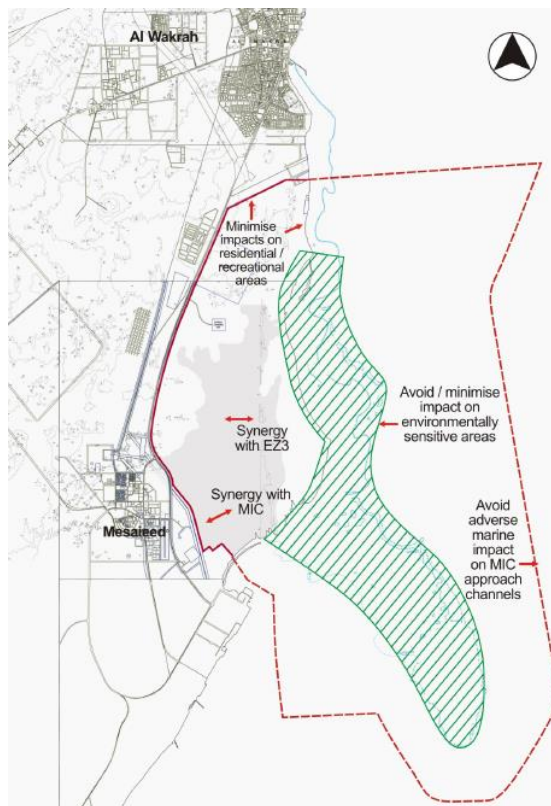 Al Wakrah
Minimise
impacts on
residential /
recreational
areas
Synergy
with EZ3
Synergy with
MIC
Mesaieed
Avoid / minimise
impact on
environmentally
sensitive areas
Avoid
adverse
marine
impact
on MIC
approach
channels